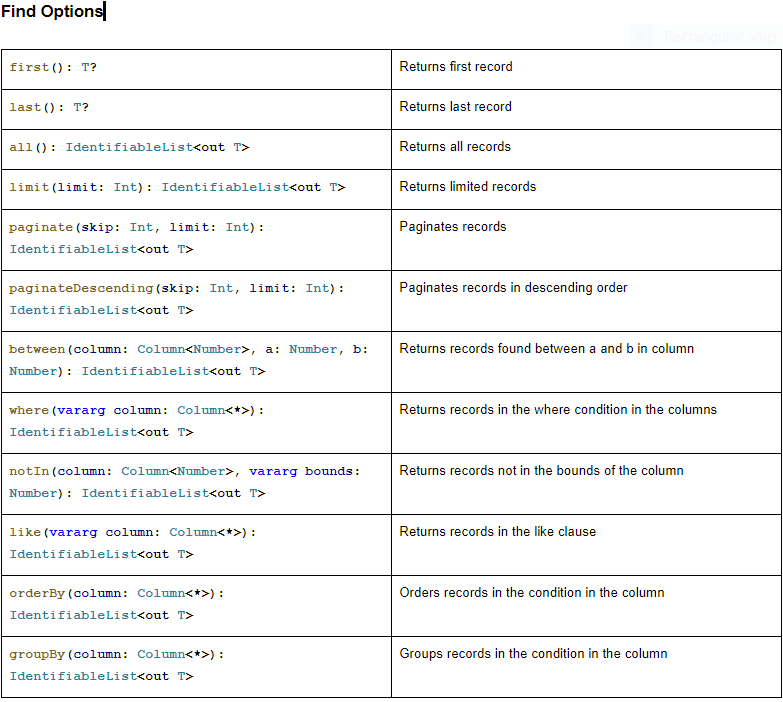 Find Options
Rectangular Snip
first(): T?
Returns first record
last(): T?
Returns last record
all(): IdentifiableList<out T>
Returns all records
limit(limit: Int): IdentifiableList<out T>
Returns limited records
paginate(skip: Int, limit: Int):
IdentifiableList<out T>
Paginates records
paginateDescending(skip: Int, limit: Int):
IdentifiableList<out T>
Paginates records in descending order
between(column: Column<Number>, a: Number, b:
Number): IdentifiableList<out T>
Returns records found between a and b in column
where(vararg column: Column<*>):
IdentifiableList<out T>
Returns records in the where condition in the columns
notIn(column: Column<Number>, vararg bounds:
Number): IdentifiableList<out T>
Returns records not in the bounds of the column
like(vararg column: Column<*>):
IdentifiableList<out T>
Returns records in the like clause
orderBy(column: Column<*>):
IdentifiableList<out T>
Orders records in the condition in the column
groupBy(column: Column<*>):
IdentifiableList<out T>
Groups records in the condition in the column